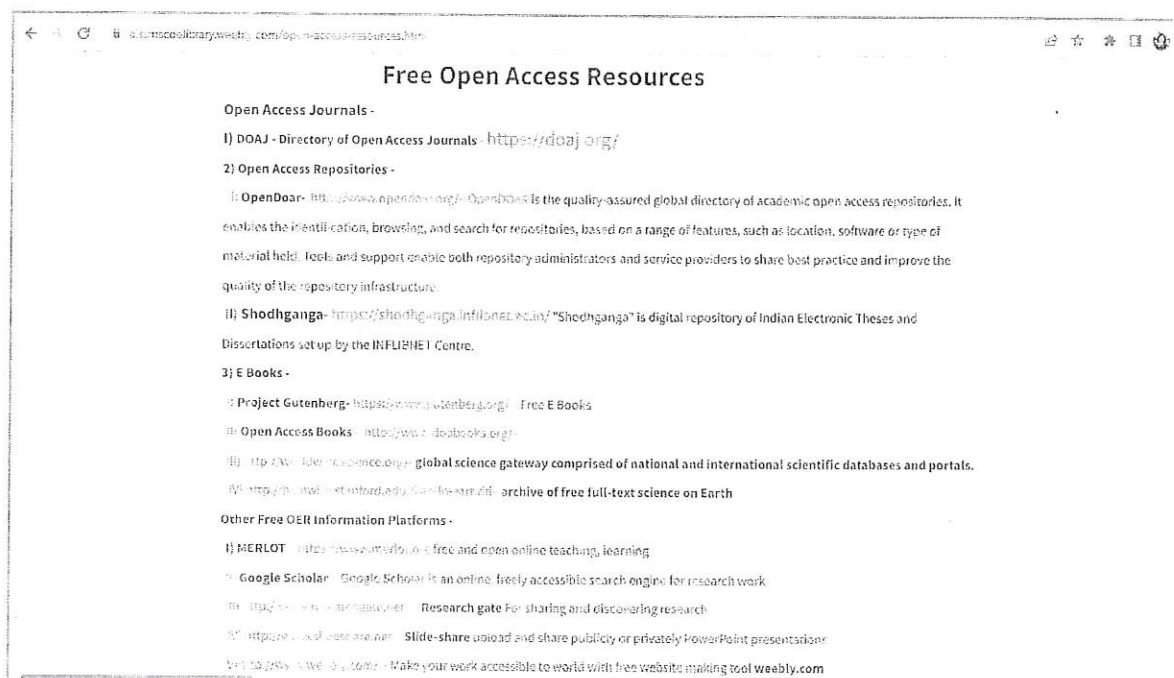 Free Open Access Resources
Open Access Journals -
I) DOAJ - Directory of Open Access Journals - https://doaj.org/
2) Open Access Repositories -
OpenDoar- is the quality-assured global directory of academic open access repositories. It
enables the identification, browsing, and search for repositories, based on a range of features, such as location, software or type of
material held. Tools and support enable both repository administrators and service providers to share best practice and improve the
quality of the repository infrastructure.
II) Shodhganga- https://shodhganga.inflibnet.ac.in/ "Shodhganga" is digital repository of Indian Electronic Theses and
Dissertations set up by the INFLIBNET Centre.
3) E Books -
Project Gutenberg- Free E Books
Open Access Books -
global science gateway comprised of national and international scientific databases and portals.
archive of free full-text science on Earth
Other Free OER Information Platforms -
I) MERLOT free and open online teaching, learning
Google Scholar - Google Scholar is an online, freely accessible search engine for research work
Research gate For sharing and discovering research
Slide-share upload and share publicly or privately PowerPoint presentations
- Make your work accessible to world with free website making tool weebly.com